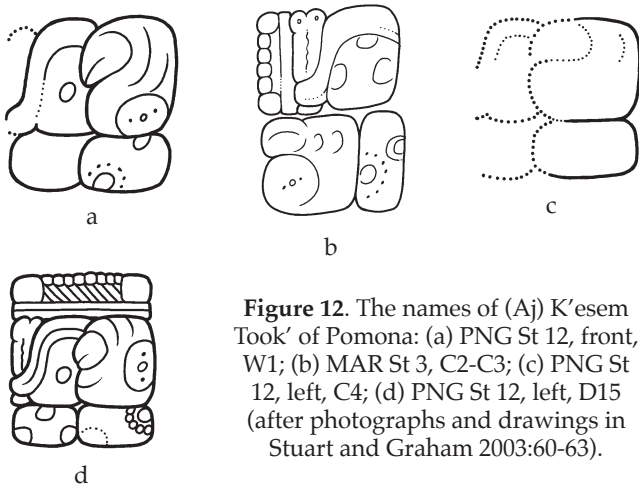 a
b
c
d
Figure 12. The names of (Aj) K’esem
Took’ of Pomona: (a) PNG St 12, front,
W1; (b) MAR St 3, C2-C3; (c) PNG St
12, left, C4; (d) PNG St 12, left, D15
(after photographs and drawings in
Stuart and Graham 2003:60-63).